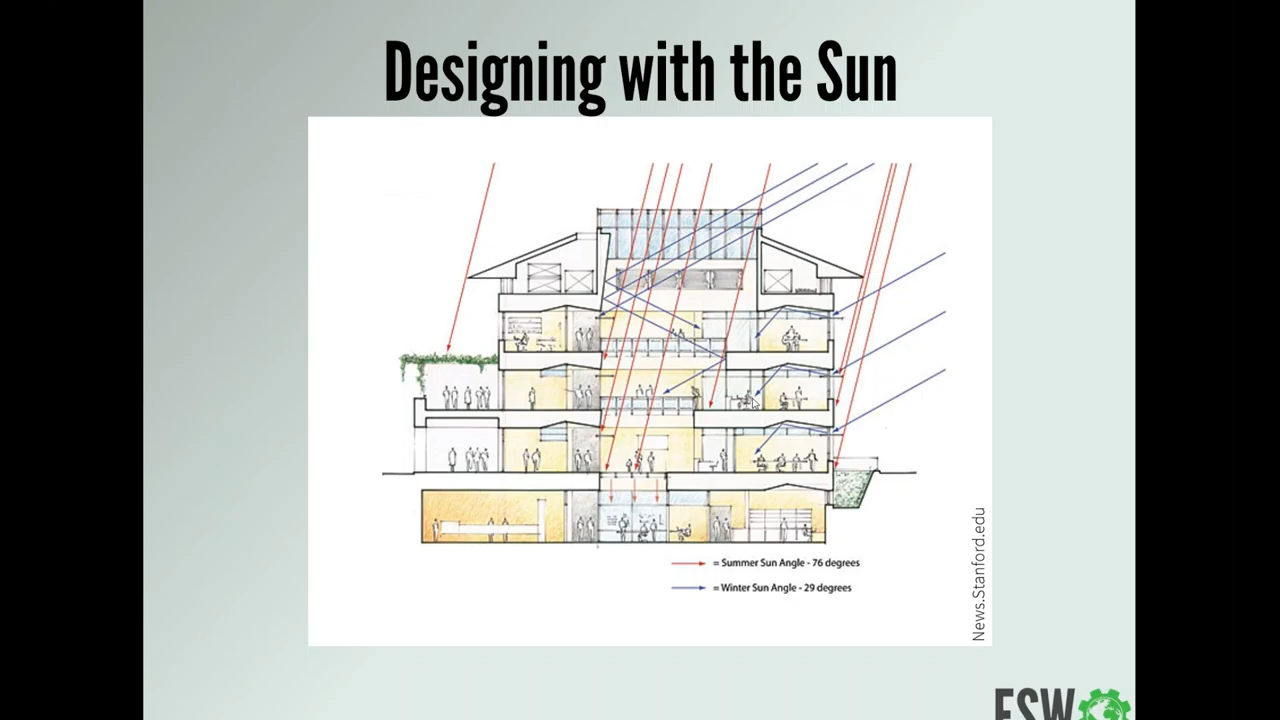 Designing with the Sun
= Summer Sun Angle - 76 degrees
= Winter Sun Angle - 29 degrees
News.Stanford.edu
ESW